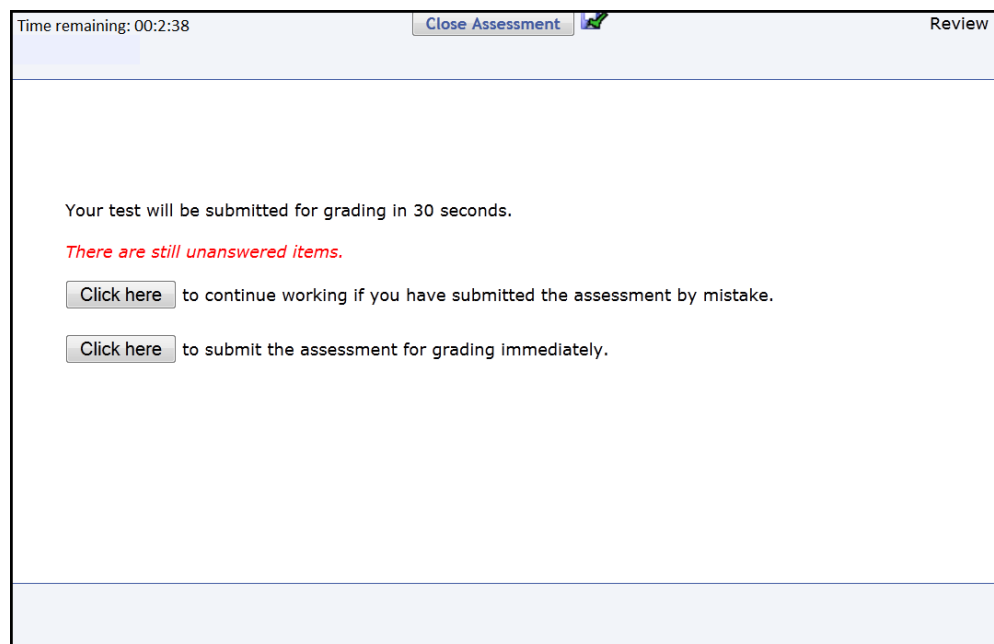 Time remaining: 00:2:38
Close Assessment
Review
Your test will be submitted for grading in 30 seconds.
There are still unanswered items.
Click here to continue working if you have submitted the assessment by mistake.
Click here to submit the assessment for grading immediately.